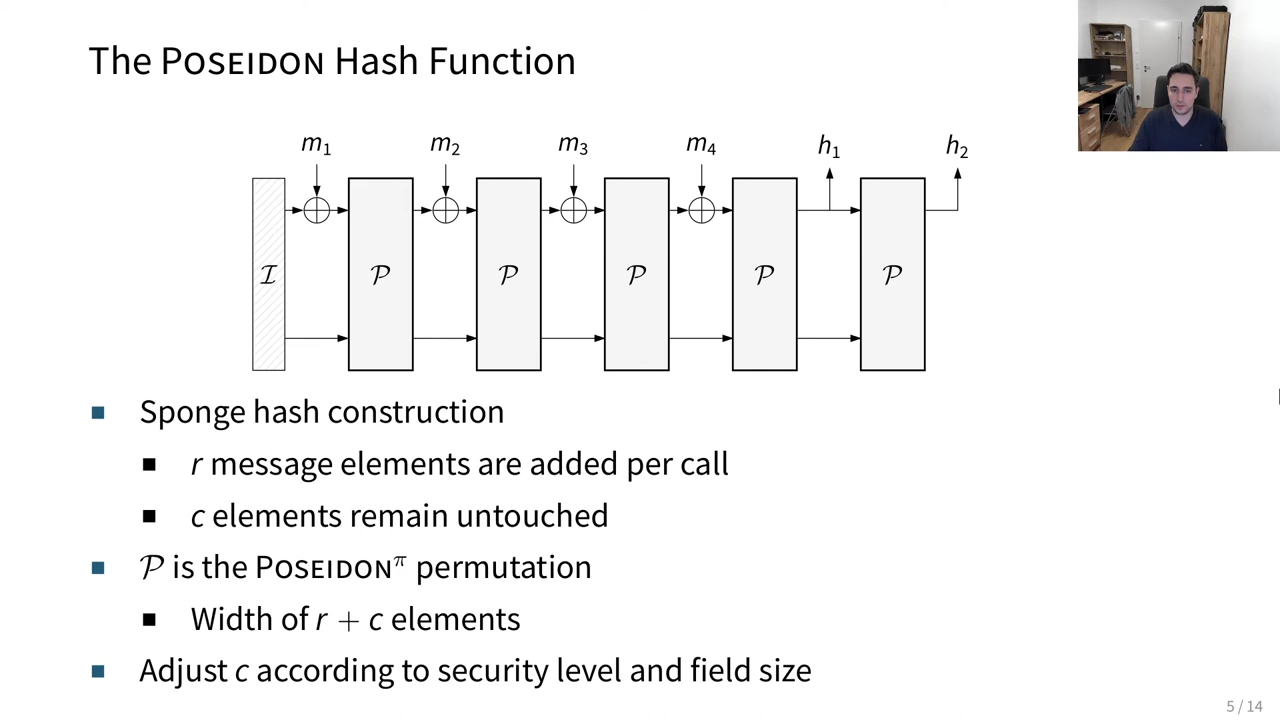 The POSEIDON Hash Function
m₁ m₂ m₃ m₄ h₁ h₂
ℐ 𝒫 𝒫 𝒫 𝒫 𝒫
Sponge hash construction
r message elements are added per call
c elements remain untouched
𝒫 is the POSEIDON^π permutation
Width of r + c elements
Adjust c according to security level and field size
5 / 14